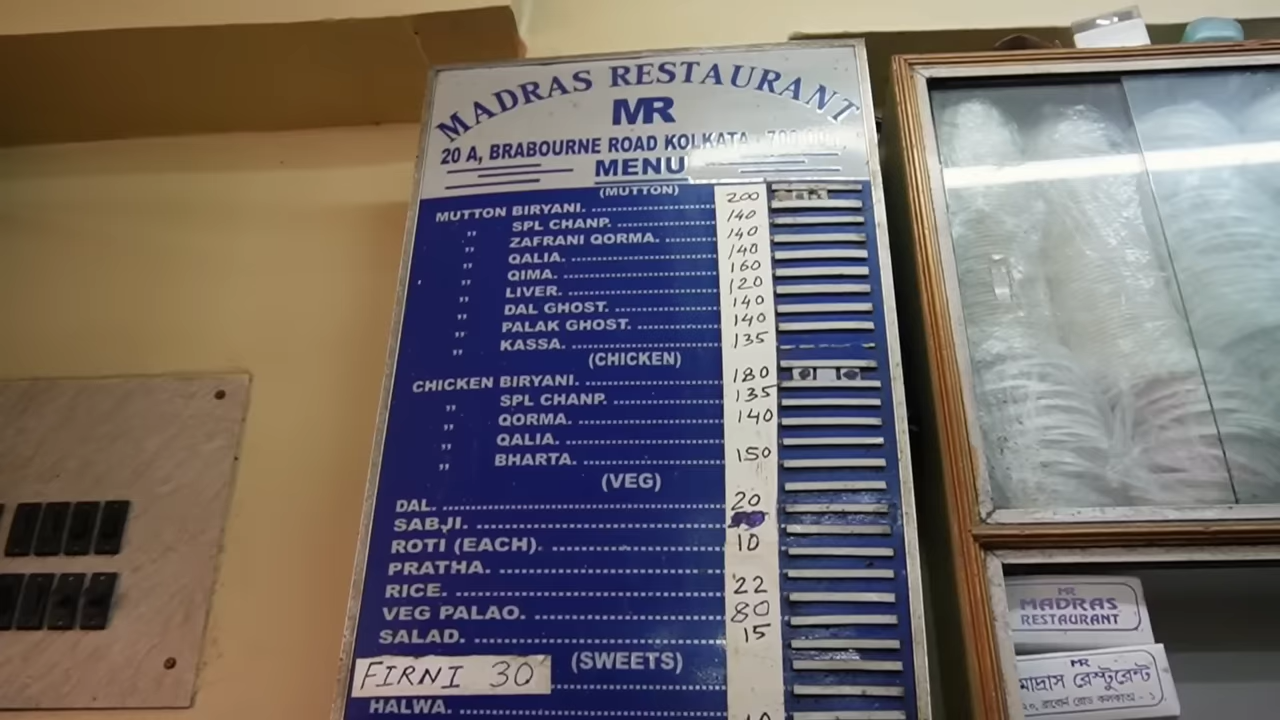 MADRAS RESTAURANT
MR
20 A, BRABOURNE ROAD KOLKATA -
MENU
(MUTTON)
MUTTON BIRYANI. 200
" SPL CHANP. 140
" ZAFRANI QORMA. 140
" QALIA. 140
" QIMA. 160
" LIVER. 120
" DAL GHOST. 140
" PALAK GHOST. 140
" KASSA. 135
(CHICKEN)
CHICKEN BIRYANI. 180
" SPL CHANP. 135
" QORMA. 140
" QALIA.
" BHARTA. 150
(VEG)
DAL. 20
SABJI.
ROTI (EACH). 10
PRATHA.
RICE. 22
VEG PALAO. 80
SALAD. 15
(SWEETS)
FIRNI 30
HALWA.
MR
MADRAS
RESTAURANT
MR
মাদ্রাস রেস্টুরেন্ট
২০, ব্রাবোর্ন রোড কলকাতা - ১